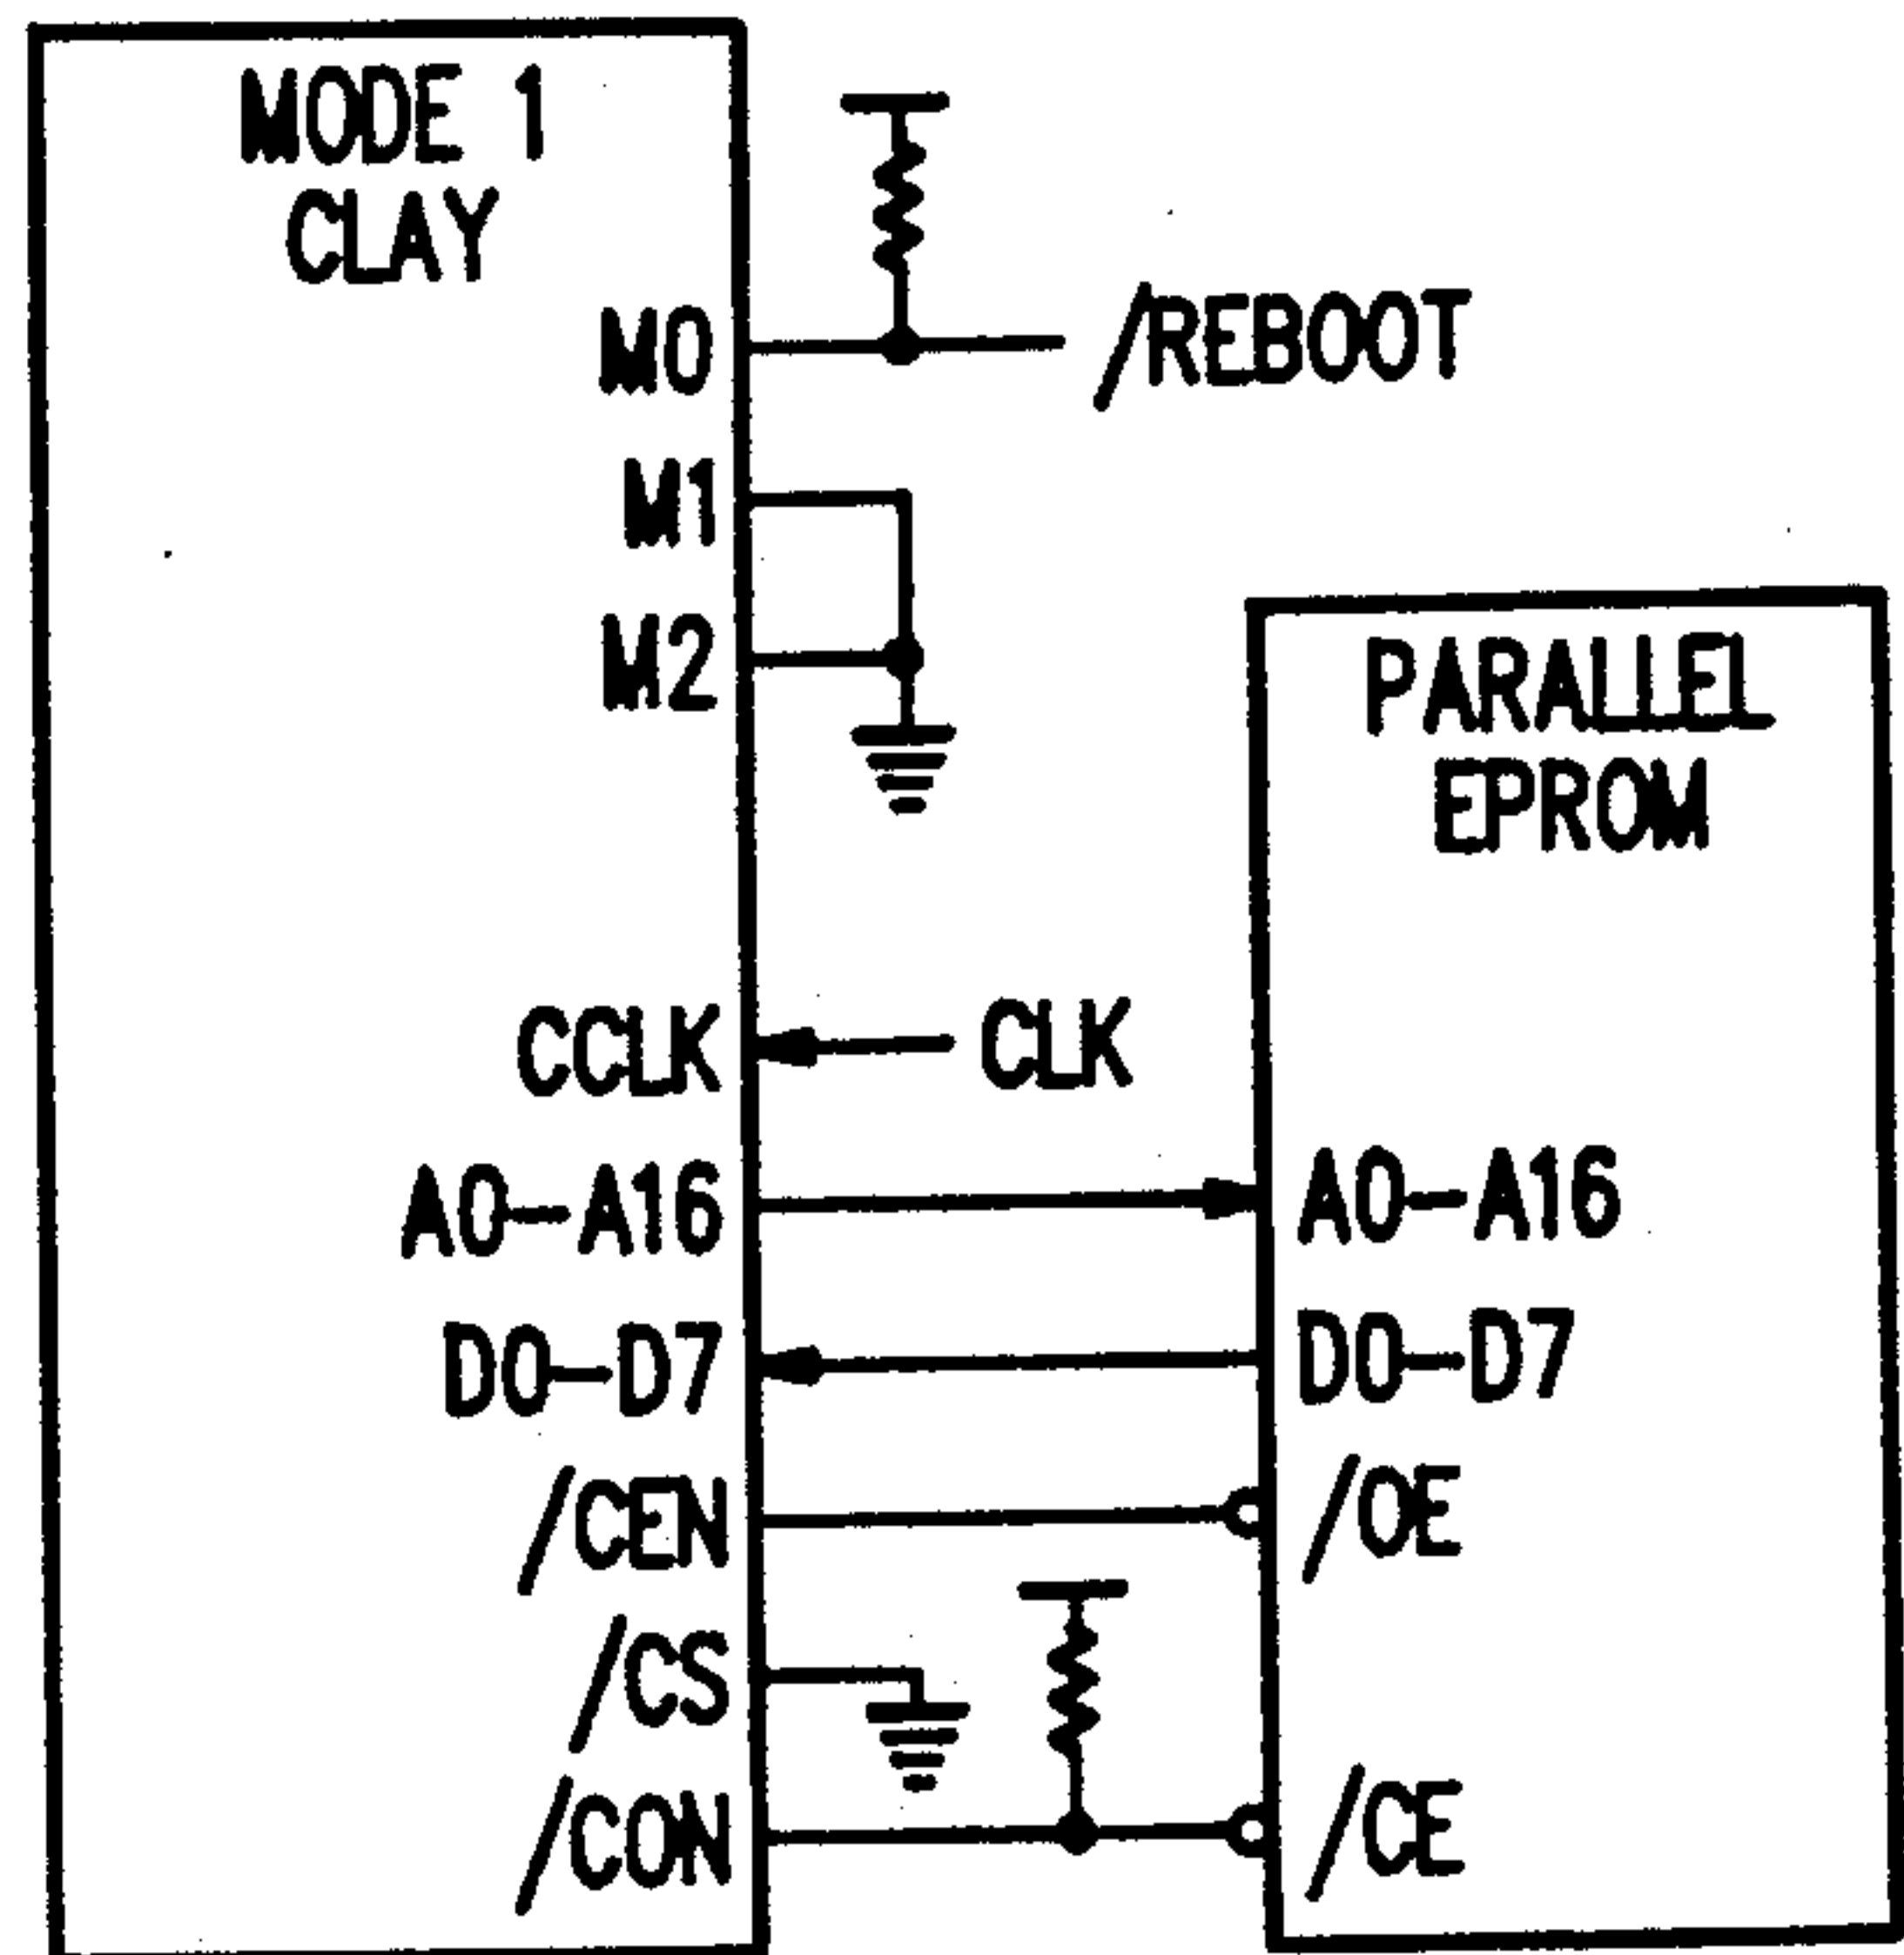 MODE 1
CLAY
M0
/REBOOT
M1
M2
PARALLEL
EPROM
CCLK
CLK
A0-A16
A0-A16
D0-D7
D0-D7
/CEN
/OE
/CS
/CON
/CE